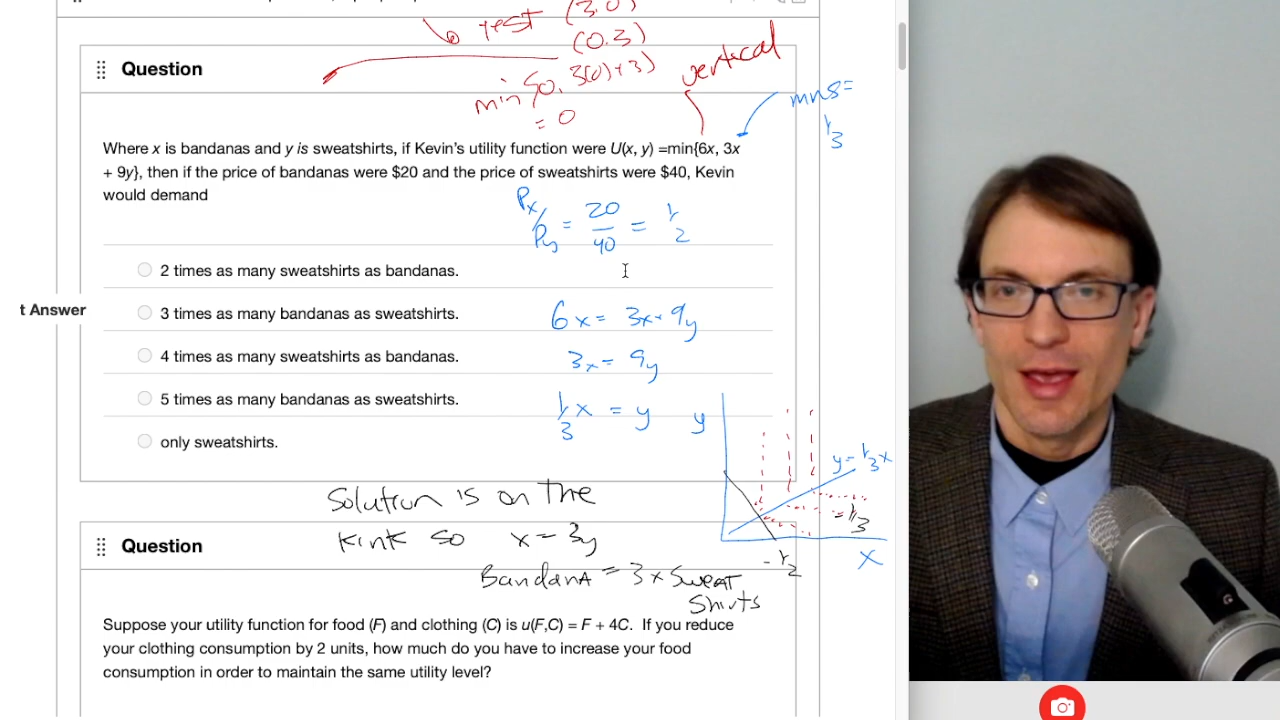 test (3.0)
(0.3)
min {0, 3(0)+3)
= 0
vertical
mrs =
1/3
Question
Where x is bandanas and y is sweatshirts, if Kevin's utility function were U(x, y) =min{6x, 3x
+ 9y}, then if the price of bandanas were $20 and the price of sweatshirts were $40, Kevin
would demand
Px/Py = 20/40 = 1/2
2 times as many sweatshirts as bandanas.
t Answer
3 times as many bandanas as sweatshirts.
6x = 3x+9y
4 times as many sweatshirts as bandanas.
3x = 9y
5 times as many bandanas as sweatshirts.
1/3 x = y
y
only sweatshirts.
y = 1/3 x
- 1/3
x
- 1/2
Solution is on the
kink so x = 3y
Bandana = 3 x Sweat
Shirts
Question
Suppose your utility function for food (F) and clothing (C) is u(F,C) = F + 4C. If you reduce
your clothing consumption by 2 units, how much do you have to increase your food
consumption in order to maintain the same utility level?